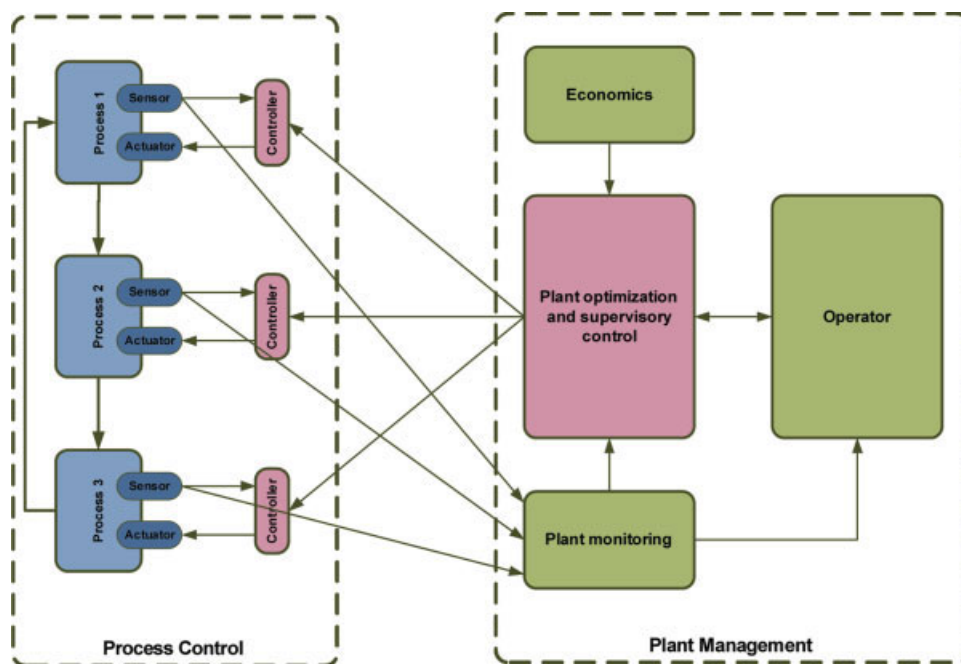 Process 1
Sensor
Actuator
Controller
Process 2
Sensor
Actuator
Controller
Process 3
Sensor
Actuator
Controller
Process Control
Economics
Plant optimization
and supervisory
control
Operator
Plant monitoring
Plant Management